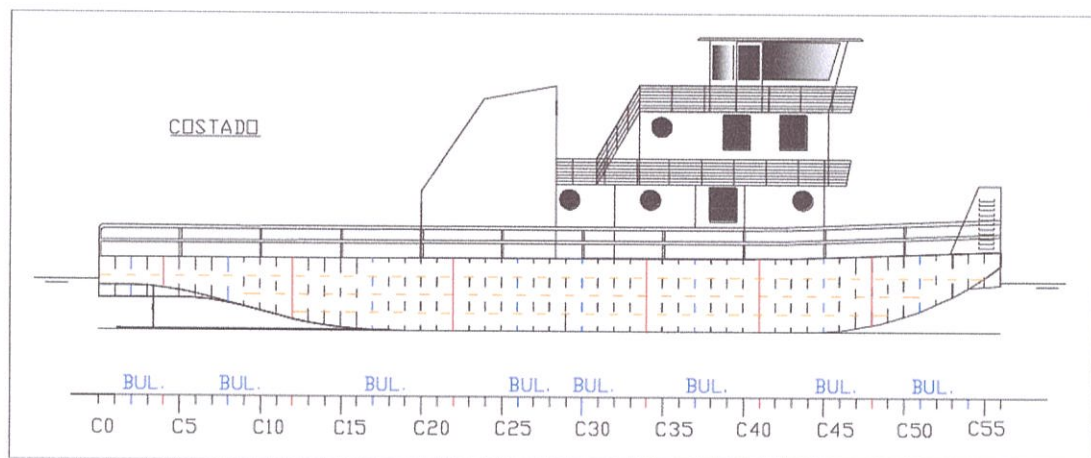 COSTADO
BUL. BUL. BUL. BUL. BUL. BUL. BUL. BUL.
C0 C5 C10 C15 C20 C25 C30 C35 C40 C45 C50 C55